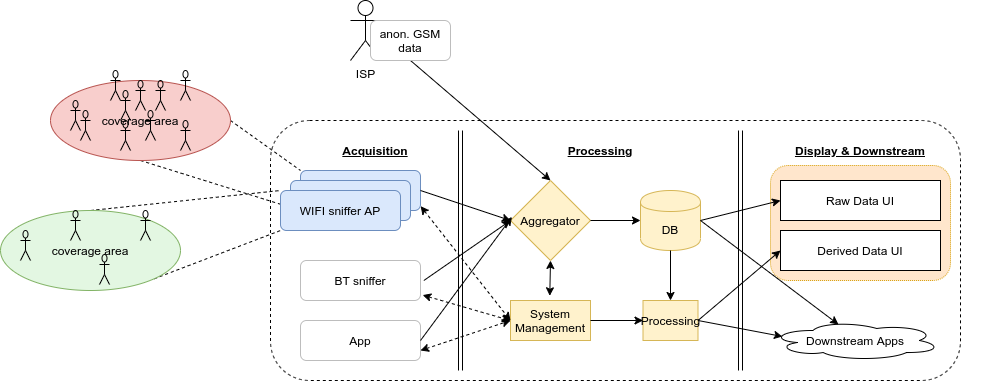 anon. GSM
data
ISP
coverage area
coverage area
Acquisition
Processing
Display & Downstream
WIFI sniffer AP
BT sniffer
App
Aggregator
DB
System
Management
Processing
Raw Data UI
Derived Data UI
Downstream Apps